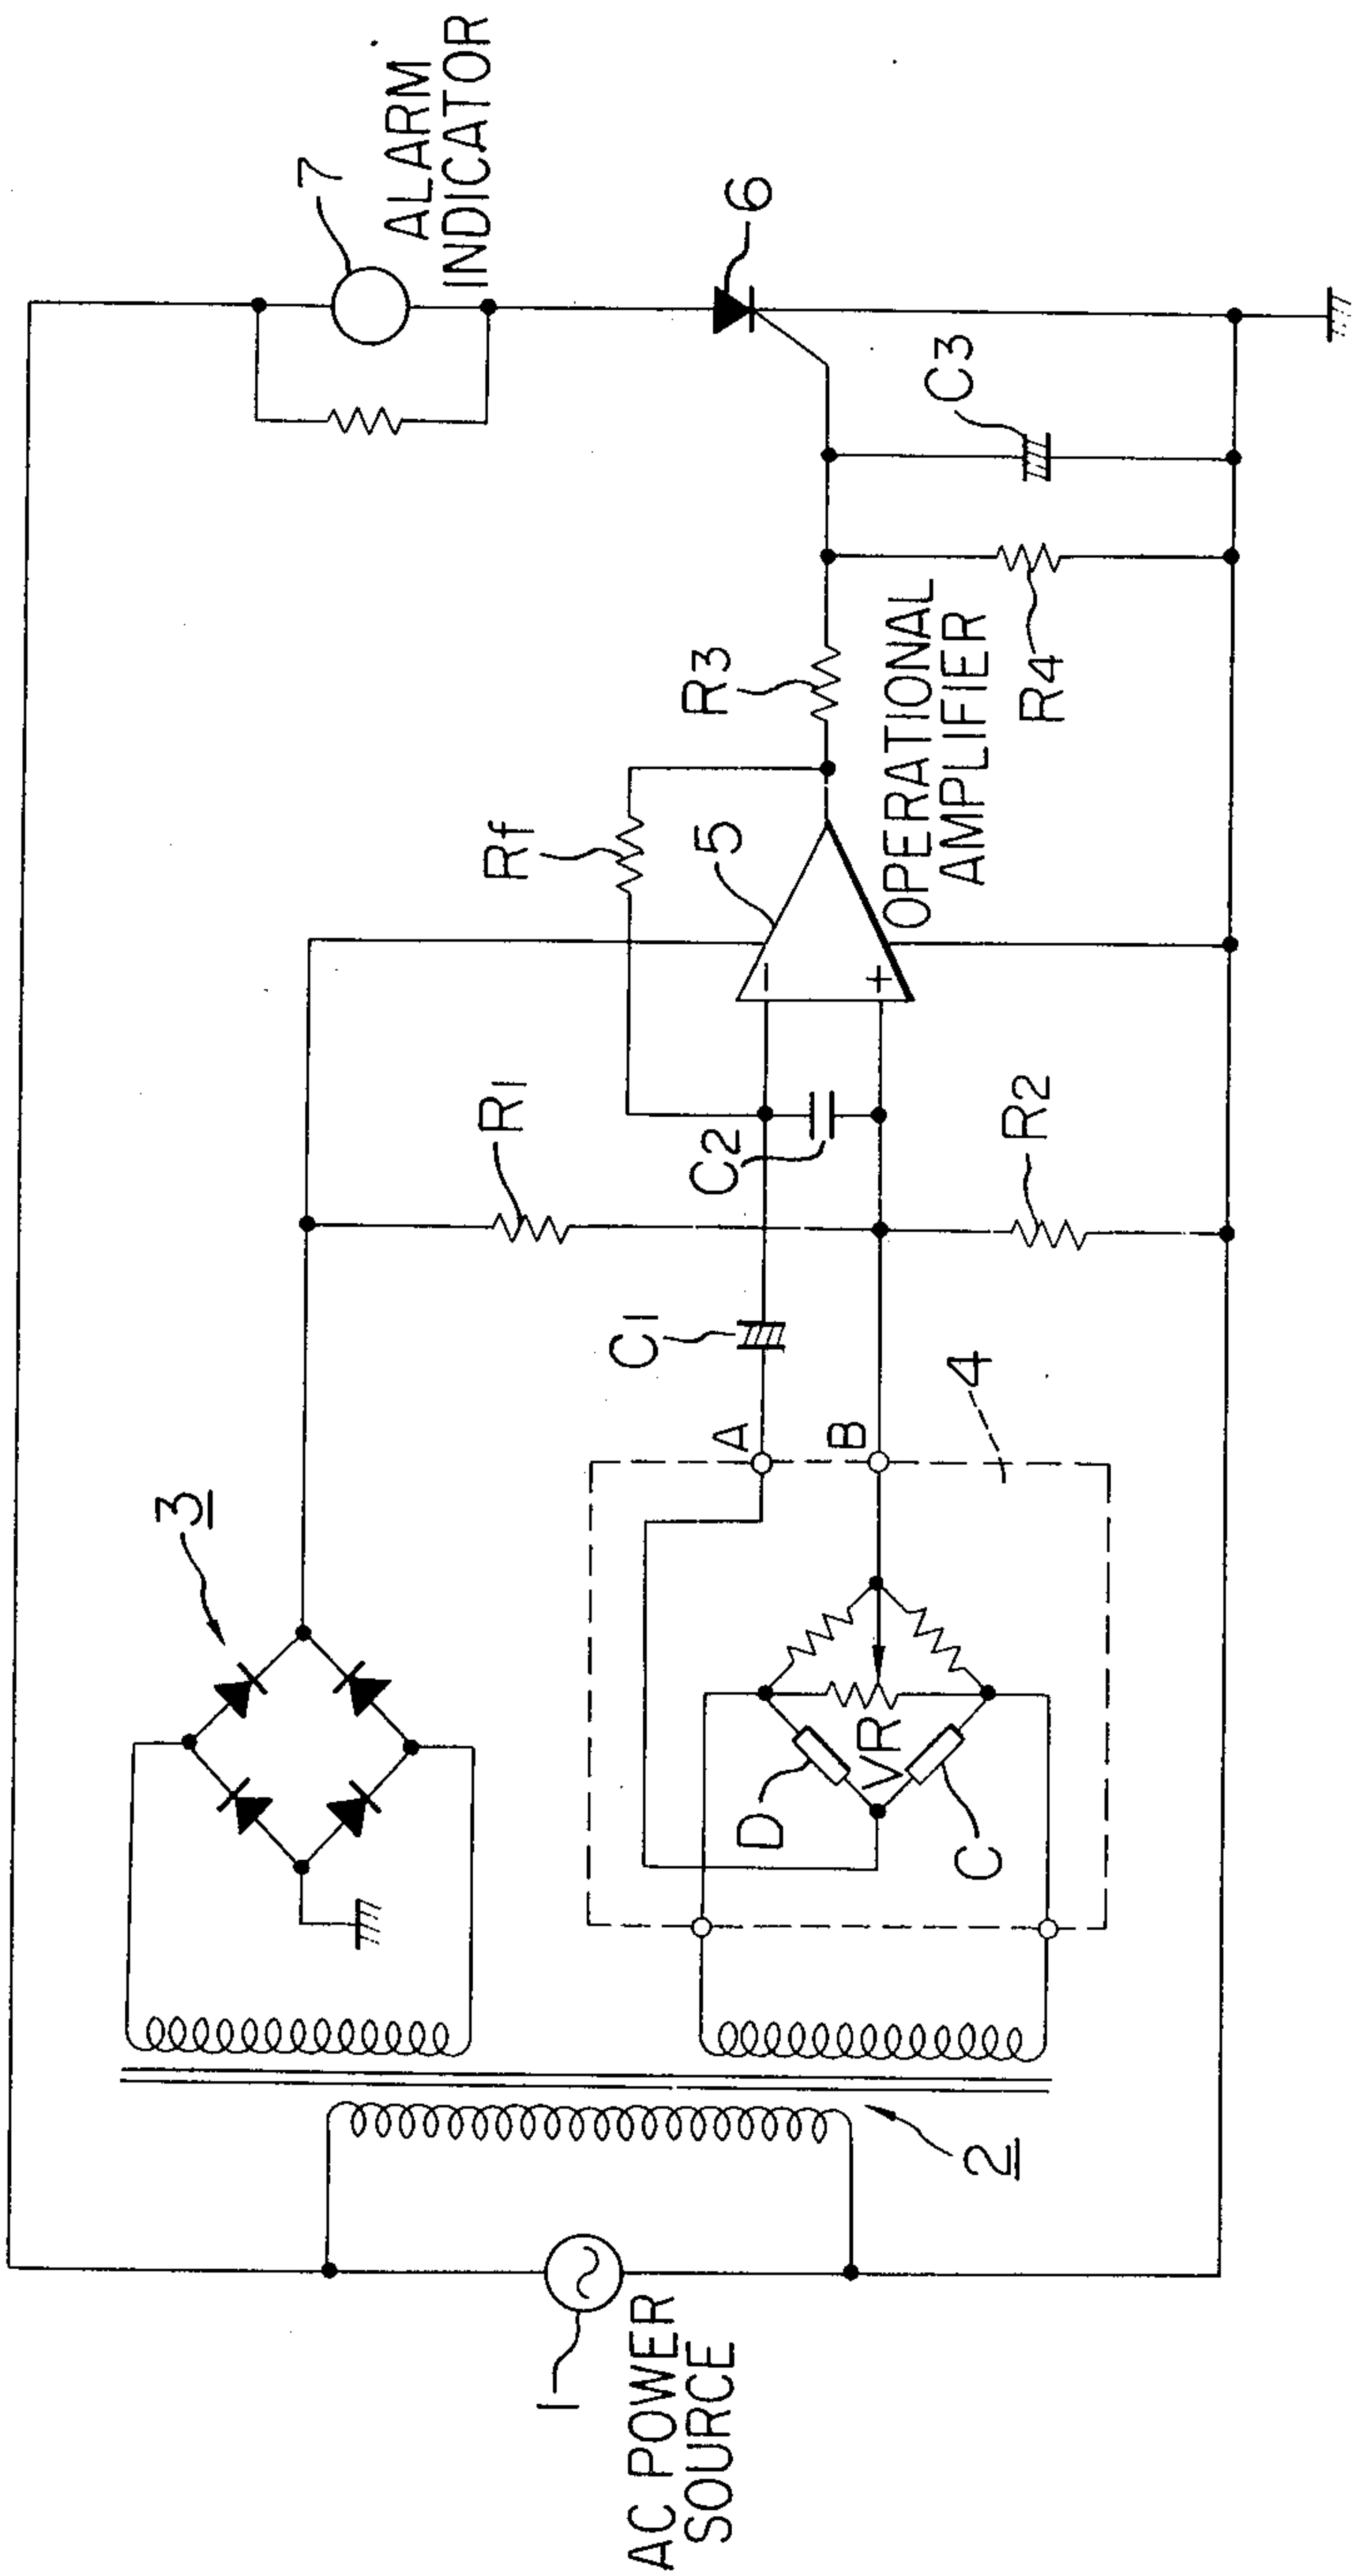 AC POWER
SOURCE
1
2
3
4
D
VR
C
A
B
C1
R1
C2
R2
Rf
5
OPERATIONAL
AMPLIFIER
−
+
R3
R4
C3
6
7
ALARM
INDICATOR